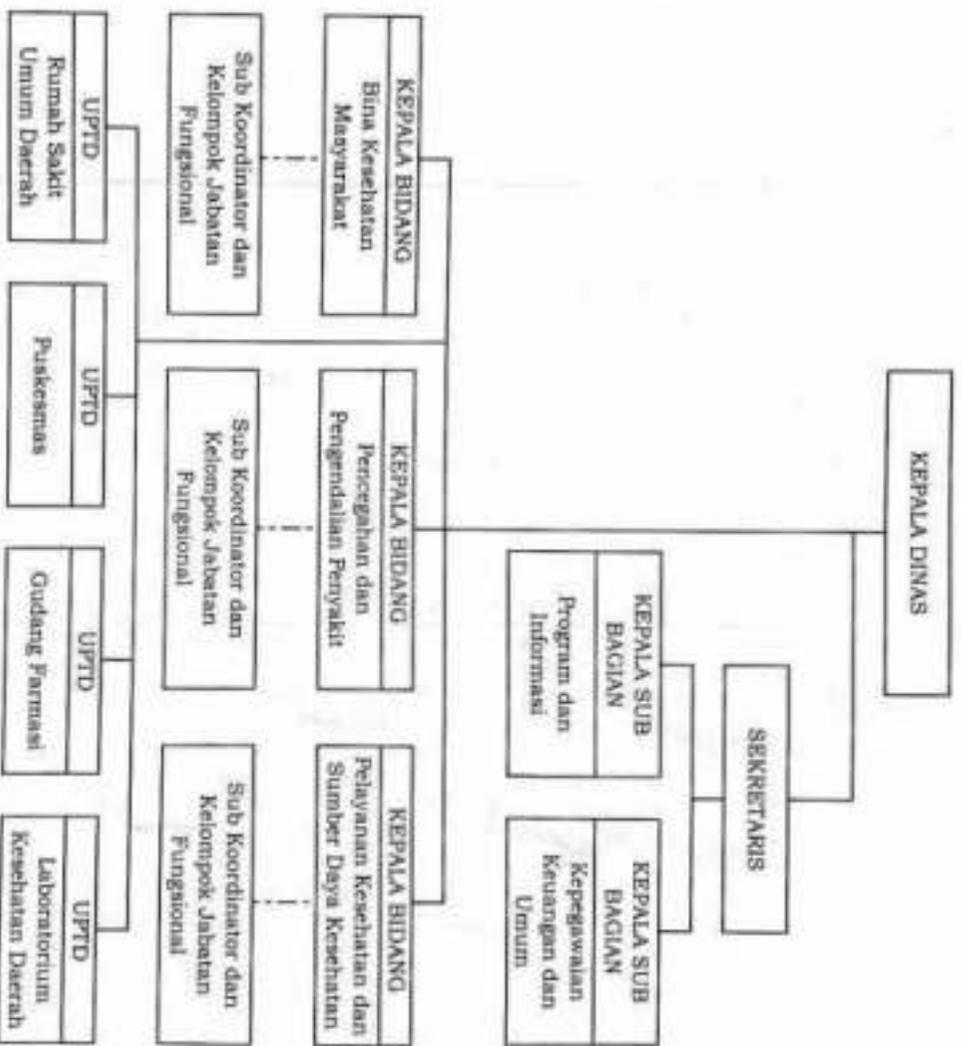 KEPALA DINAS
SEKRETARIS
KEPALA SUB
BAGIAN
Program dan
Informasi
KEPALA SUB
BAGIAN
Kepegawaian
Keuangan dan
Umum
KEPALA BIDANG
Bina Kesehatan
Masyarakat
KEPALA BIDANG
Pencegahan dan
Pengendalian Penyakit
KEPALA BIDANG
Pelayanan Kesehatan dan
Sumber Daya Kesehatan
Sub Koordinator dan
Kelompok Jabatan
Fungsional
Sub Koordinator dan
Kelompok Jabatan
Fungsional
Sub Koordinator dan
Kelompok Jabatan
Fungsional
UPTD
Rumah Sakit
Umum Daerah
UPTD
Puskesmas
UPTD
Gudang Farmasi
UPTD
Laboratorium
Kesehatan Daerah